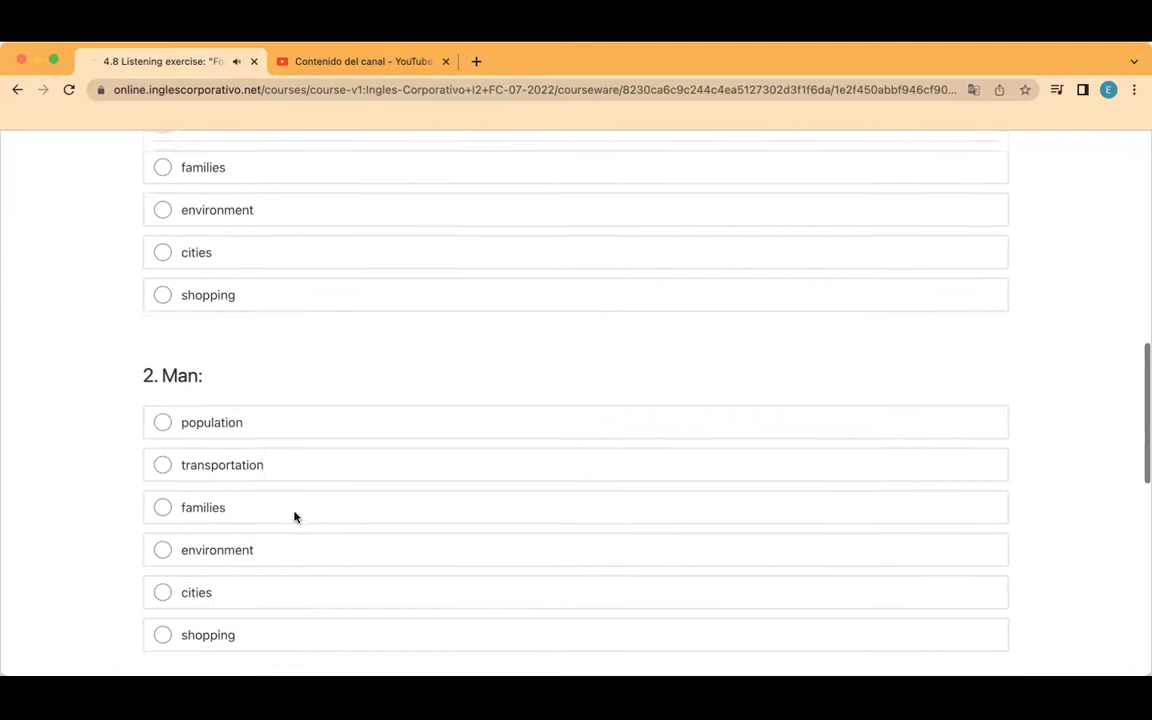 4.8 Listening exercise: "Fo
Contenido del canal - YouTube
online.inglescorporativo.net/courses/course-v1:Ingles-Corporativo+I2+FC-07-2022/courseware/8230ca6c9c244c4ea5127302d3f1f6da/1e2f450abbf946cf90...
E
families
environment
cities
shopping
2. Man:
population
transportation
families
environment
cities
shopping